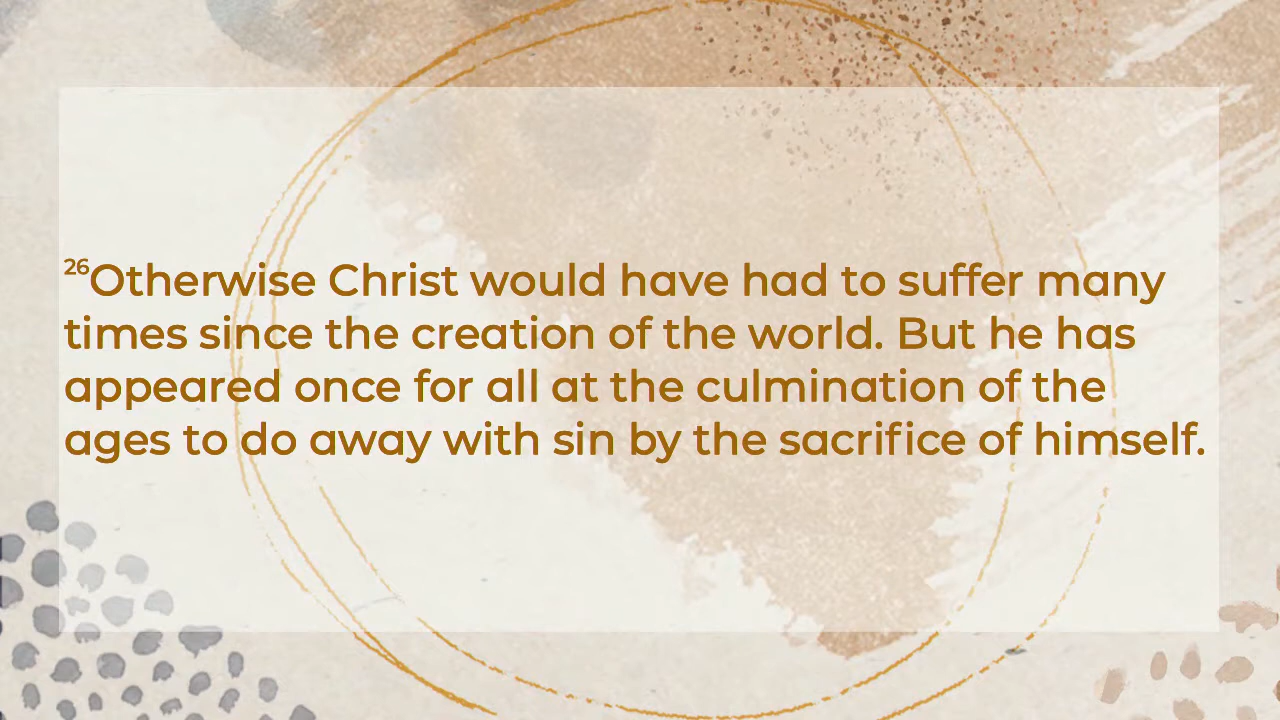 26Otherwise Christ would have had to suffer many
times since the creation of the world. But he has
appeared once for all at the culmination of the
ages to do away with sin by the sacrifice of himself.